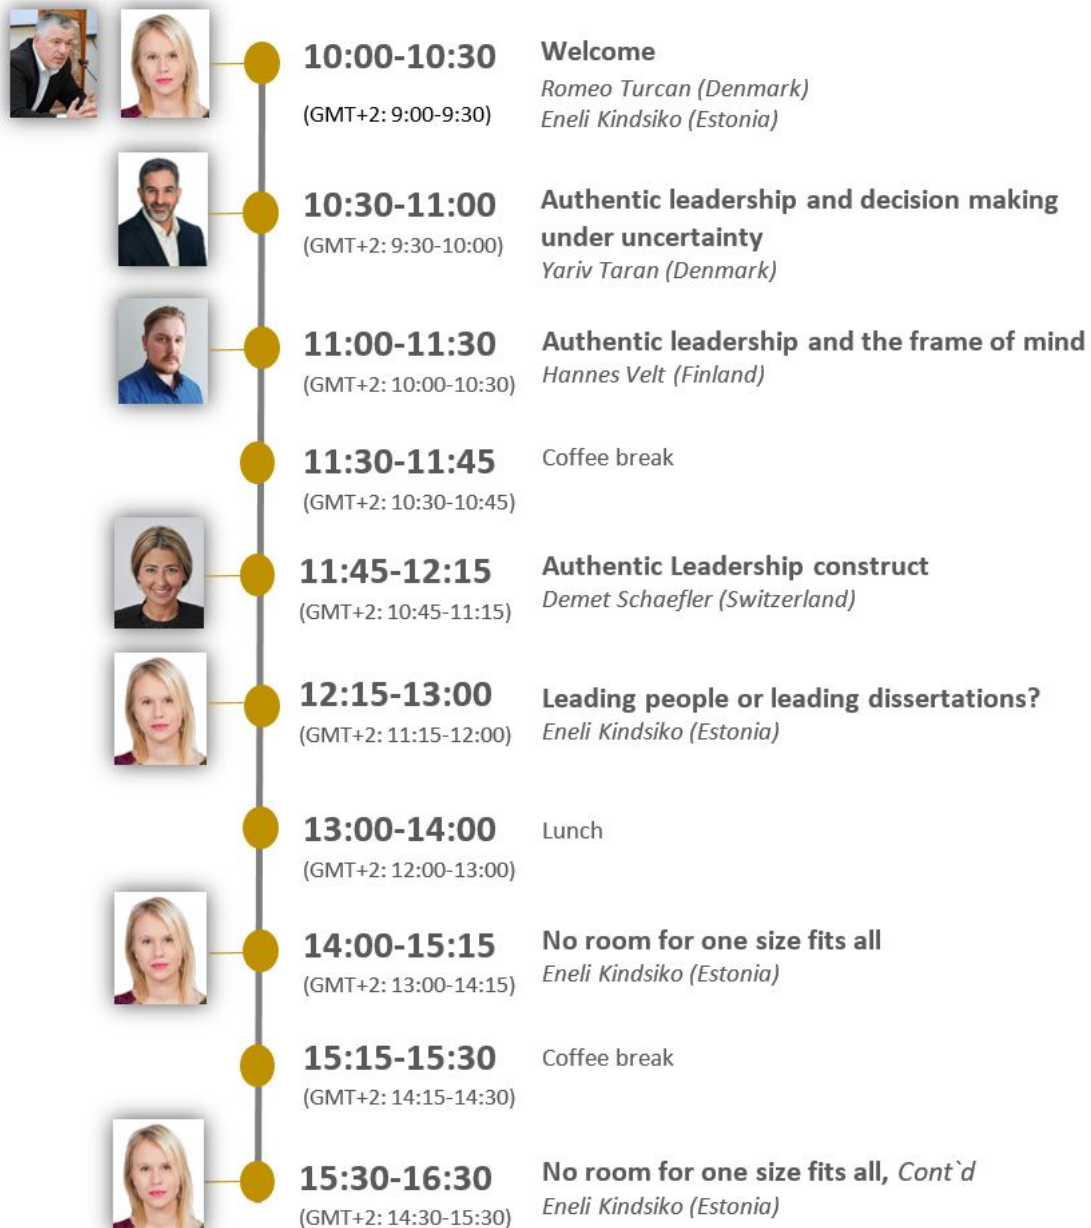 10:00-10:30
Welcome
Romeo Turcan (Denmark)
(GMT+2: 9:00-9:30)
Eneli Kindsiko (Estonia)
10:30-11:00
Authentic leadership and decision making
under uncertainty
(GMT+2: 9:30-10:00)
Yariv Taran (Denmark)
11:00-11:30
Authentic leadership and the frame of mind
(GMT+2: 10:00-10:30)
Hannes Velt (Finland)
11:30-11:45
Coffee break
(GMT+2: 10:30-10:45)
11:45-12:15
Authentic Leadership construct
(GMT+2: 10:45-11:15)
Demet Schaefler (Switzerland)
12:15-13:00
Leading people or leading dissertations?
(GMT+2: 11:15-12:00)
Eneli Kindsiko (Estonia)
13:00-14:00
Lunch
(GMT+2: 12:00-13:00)
14:00-15:15
No room for one size fits all
(GMT+2: 13:00-14:15)
Eneli Kindsiko (Estonia)
15:15-15:30
Coffee break
(GMT+2: 14:15-14:30)
15:30-16:30
No room for one size fits all, Cont`d
(GMT+2: 14:30-15:30)
Eneli Kindsiko (Estonia)